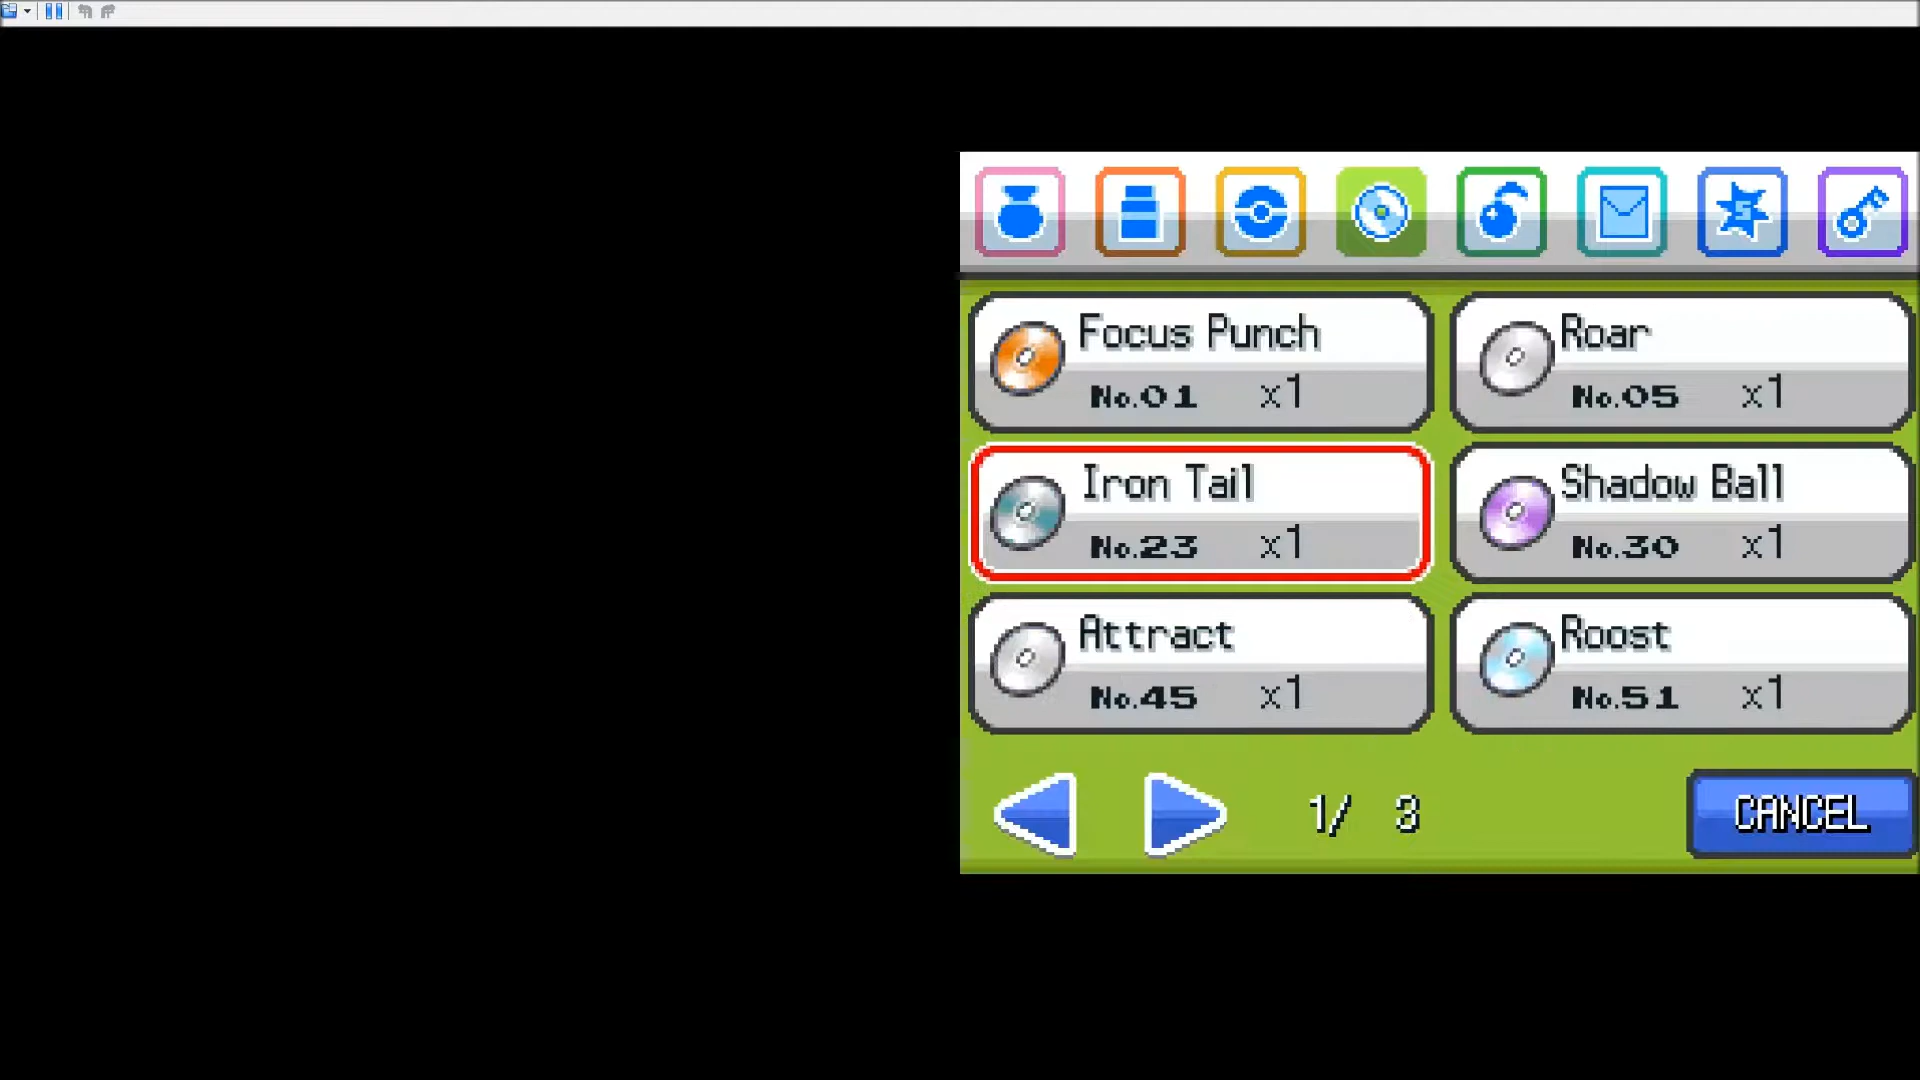 Focus Punch
No.01 x1
Roar
No.05 x1
Iron Tail
No.23 x1
Shadow Ball
No.30 x1
Attract
No.45 x1
Roost
No.51 x1
1/ 3
CANCEL